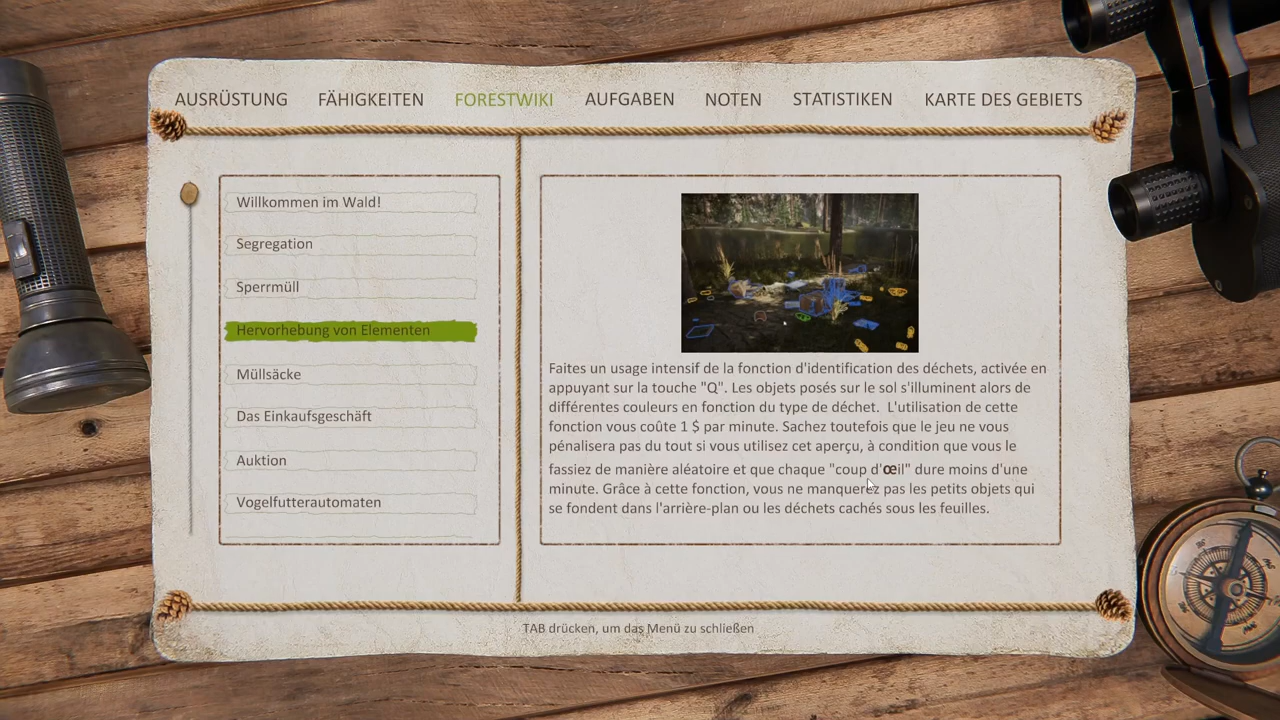 AUSRÜSTUNG FÄHIGKEITEN FORESTWIKI AUFGABEN NOTEN STATISTIKEN KARTE DES GEBIETS
Willkommen im Wald!
Segregation
Sperrmüll
Hervorhebung von Elementen
Müllsäcke
Das Einkaufsgeschäft
Auktion
Vogelfutterautomaten
Faites un usage intensif de la fonction d'identification des déchets, activée en
appuyant sur la touche "Q". Les objets posés sur le sol s'illuminent alors de
différentes couleurs en fonction du type de déchet. L'utilisation de cette
fonction vous coûte 1 $ par minute. Sachez toutefois que le jeu ne vous
pénalisera pas du tout si vous utilisez cet aperçu, à condition que vous le
fassiez de manière aléatoire et que chaque "coup d'œil" dure moins d'une
minute. Grâce à cette fonction, vous ne manquerez pas les petits objets qui
se fondent dans l'arrière-plan ou les déchets cachés sous les feuilles.
TAB drücken, um das Menü zu schließen